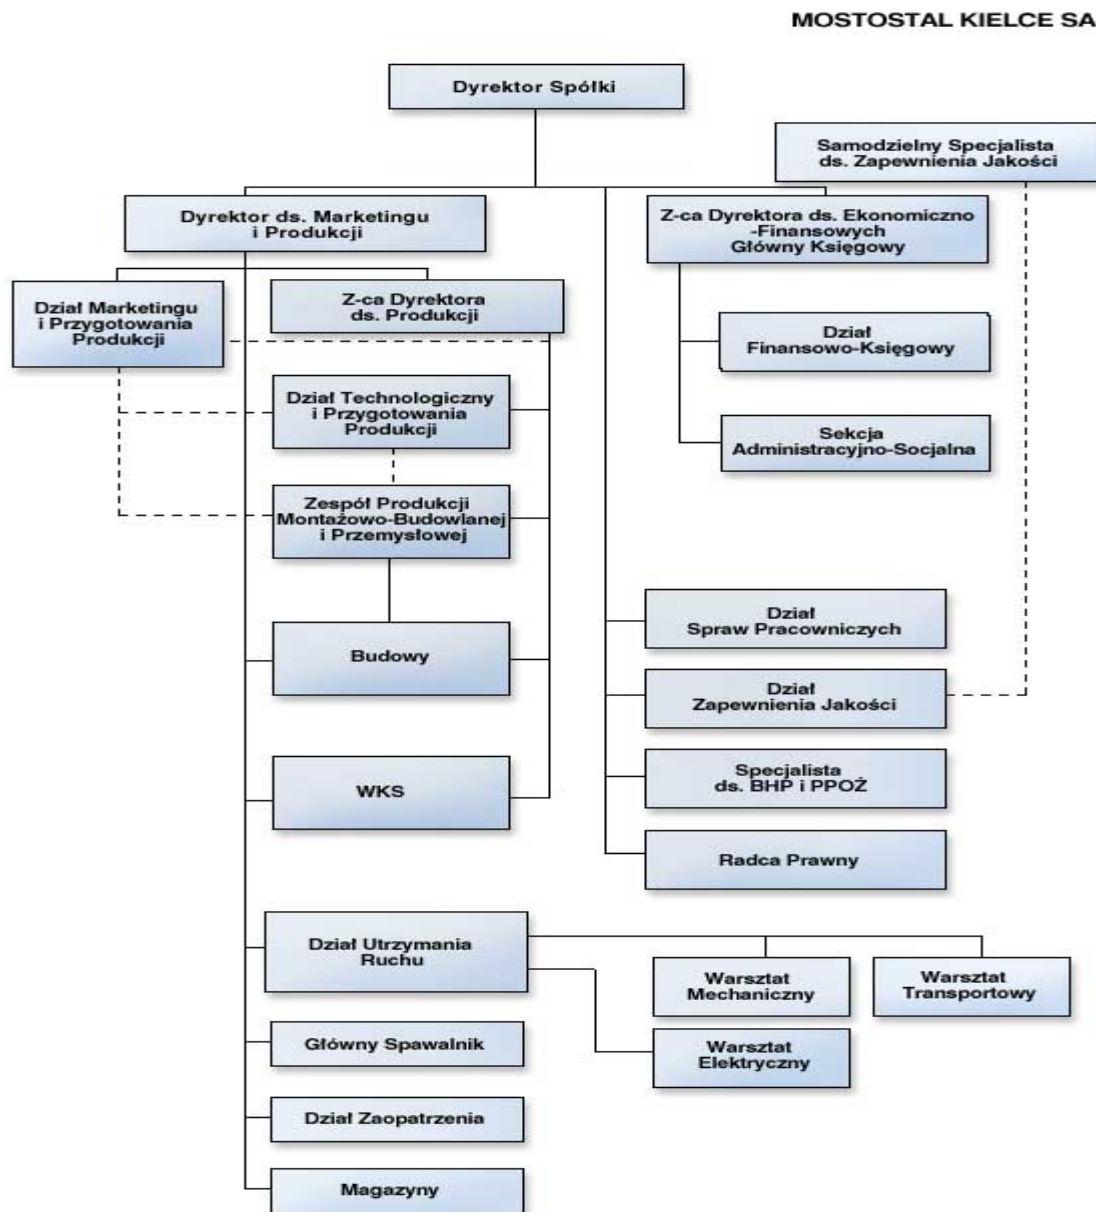 MOSTOSTAL KIELCE SA
Dyrektor Spółki
Samodzielny Specjalista
ds. Zapewnienia Jakości
Dyrektor ds. Marketingu
i Produkcji
Z-ca Dyrektora ds. Ekonomiczno
-Finansowych
Główny Księgowy
Dział Marketingu
i Przygotowania
Produkcji
Z-ca Dyrektora
ds. Produkcji
Dział
Finansowo-Księgowy
Dział Technologiczny
i Przygotowania
Produkcji
Sekcja
Administracyjno-Socjalna
Zespół Produkcji
Montażowo-Budowlanej
i Przemysłowej
Dział
Spraw Pracowniczych
Budowy
Dział
Zapewnienia Jakości
WKS
Specjalista
ds. BHP i PPOŻ
Radca Prawny
Dział Utrzymania
Ruchu
Warsztat
Mechaniczny
Warsztat
Transportowy
Główny Spawalnik
Warsztat
Elektryczny
Dział Zaopatrzenia
Magazyny